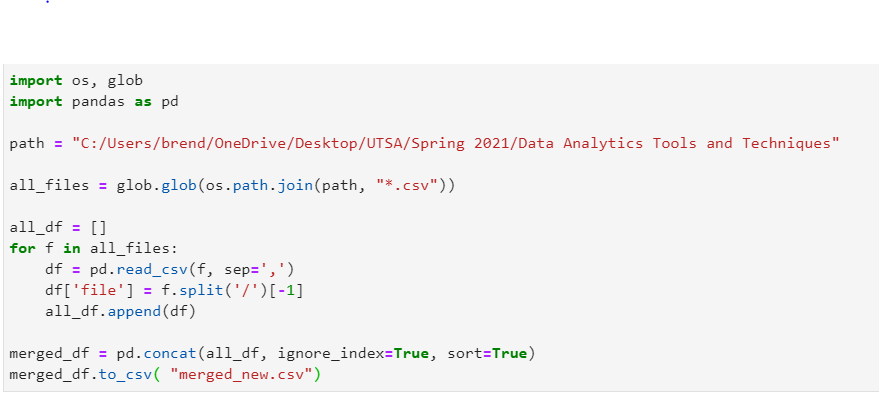 import os, glob
import pandas as pd
path = "C:/Users/brend/OneDrive/Desktop/UTSA/Spring 2021/Data Analytics Tools and Techniques"
all_files = glob.glob(os.path.join(path, "*.csv"))
all_df = []
for f in all_files:
    df = pd.read_csv(f, sep=',')
    df['file'] = f.split('/')[-1]
    all_df.append(df)
merged_df = pd.concat(all_df, ignore_index=True, sort=True)
merged_df.to_csv( "merged_new.csv")